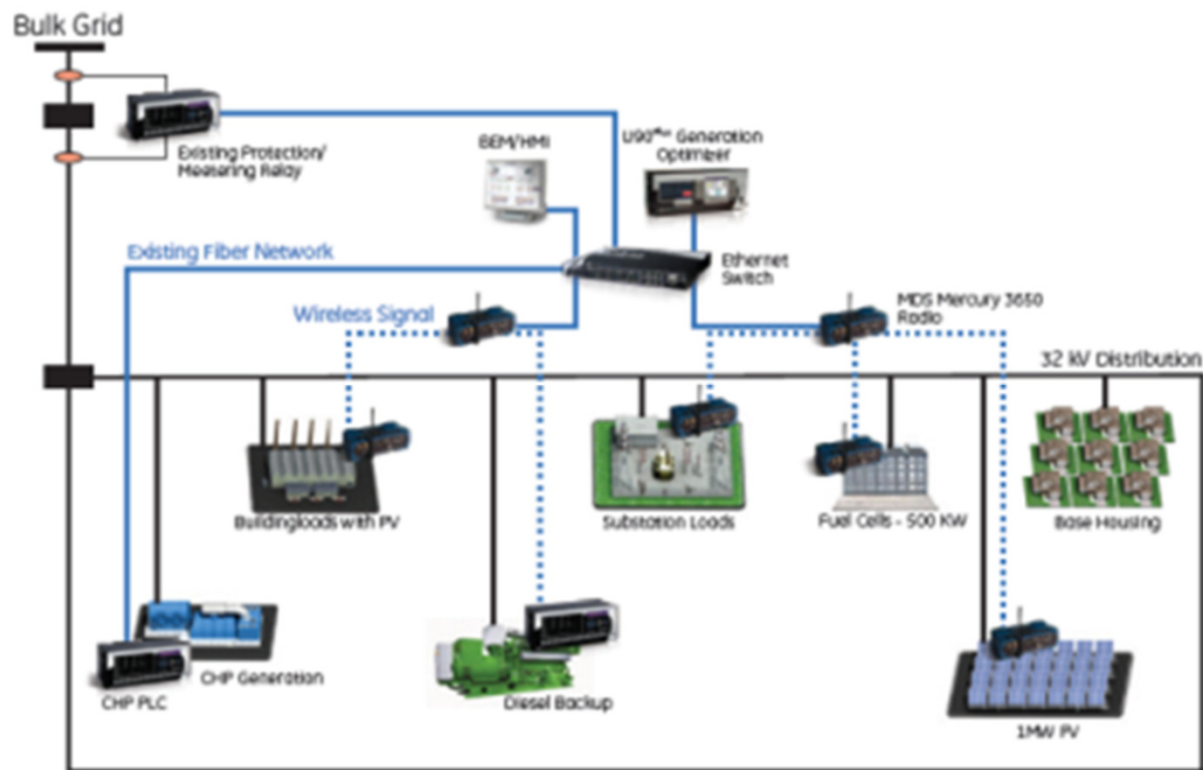 Bulk Grid
Existing Protection/
Meetering Relay
BEM/HMI
U90Plus Generation
Optimizer
Existing Fiber Network
Ethernet
Switch
Wireless Signal
MDS Mercury 3650
Radio
32 kV Distribution
Buildingloads with PV
Substation Loads
Fuel Cells - 500 KW
Base Housing
CHP Generation
CHP PLC
Diesel Backup
1MW PV